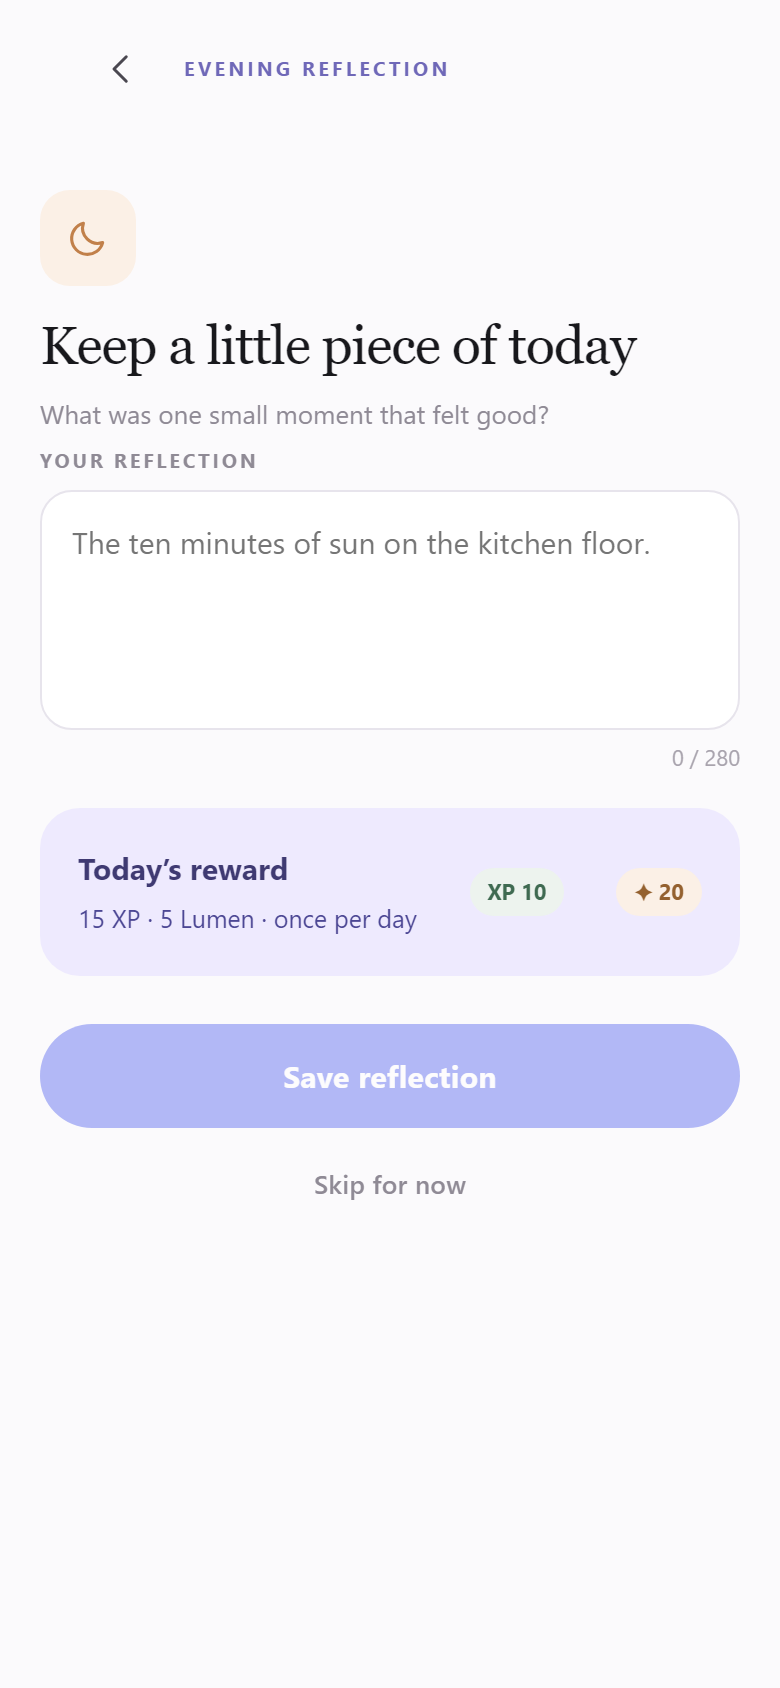 EVENING REFLECTION
Keep a little piece of today
What was one small moment that felt good?
YOUR REFLECTION
The ten minutes of sun on the kitchen floor.
0 / 280
Today’s reward
15 XP · 5 Lumen · once per day
XP 10
✦ 20
Save reflection
Skip for now